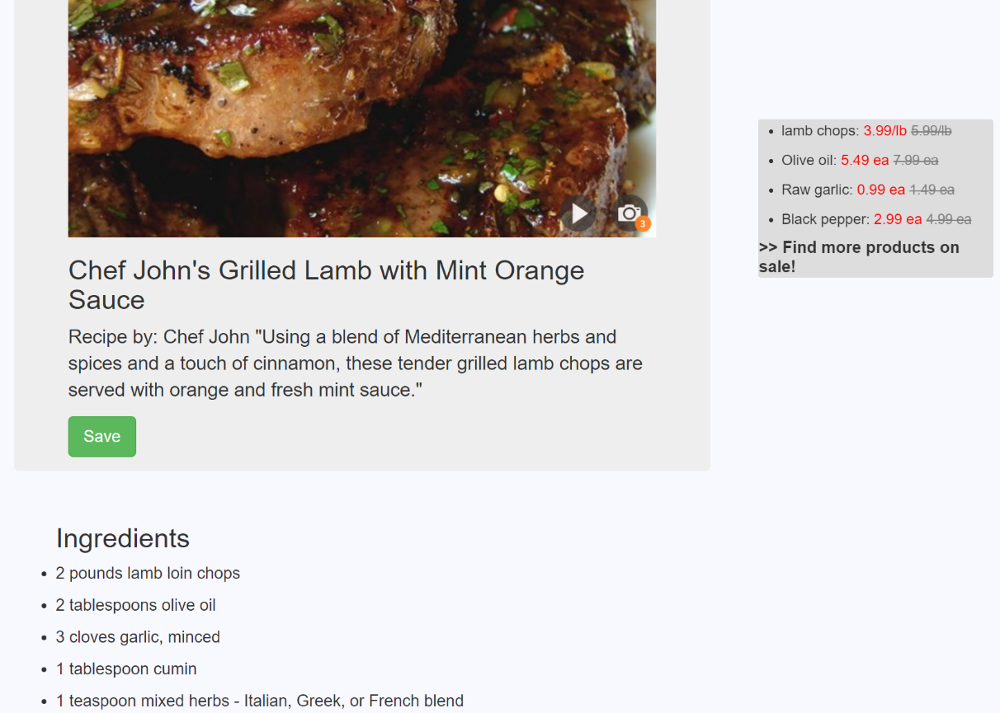 3
Chef John's Grilled Lamb with Mint Orange
Sauce
Recipe by: Chef John "Using a blend of Mediterranean herbs and
spices and a touch of cinnamon, these tender grilled lamb chops are
served with orange and fresh mint sauce."
Save
Ingredients
• 2 pounds lamb loin chops
• 2 tablespoons olive oil
• 3 cloves garlic, minced
• 1 tablespoon cumin
• 1 teaspoon mixed herbs - Italian, Greek, or French blend
• lamb chops: 3.99/lb 5.99/lb
• Olive oil: 5.49 ea 7.99 ea
• Raw garlic: 0.99 ea 1.49 ea
• Black pepper: 2.99 ea 4.99 ea
>> Find more products on
sale!